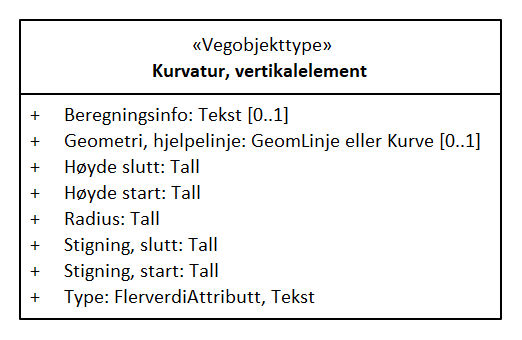 «Vegobjekttype»
Kurvatur, vertikalelement
+ Beregningsinfo: Tekst [0..1]
+ Geometri, hjelpelinje: GeomLinje eller Kurve [0..1]
+ Høyde slutt: Tall
+ Høyde start: Tall
+ Radius: Tall
+ Stigning, slutt: Tall
+ Stigning, start: Tall
+ Type: FlerverdiAttributt, Tekst